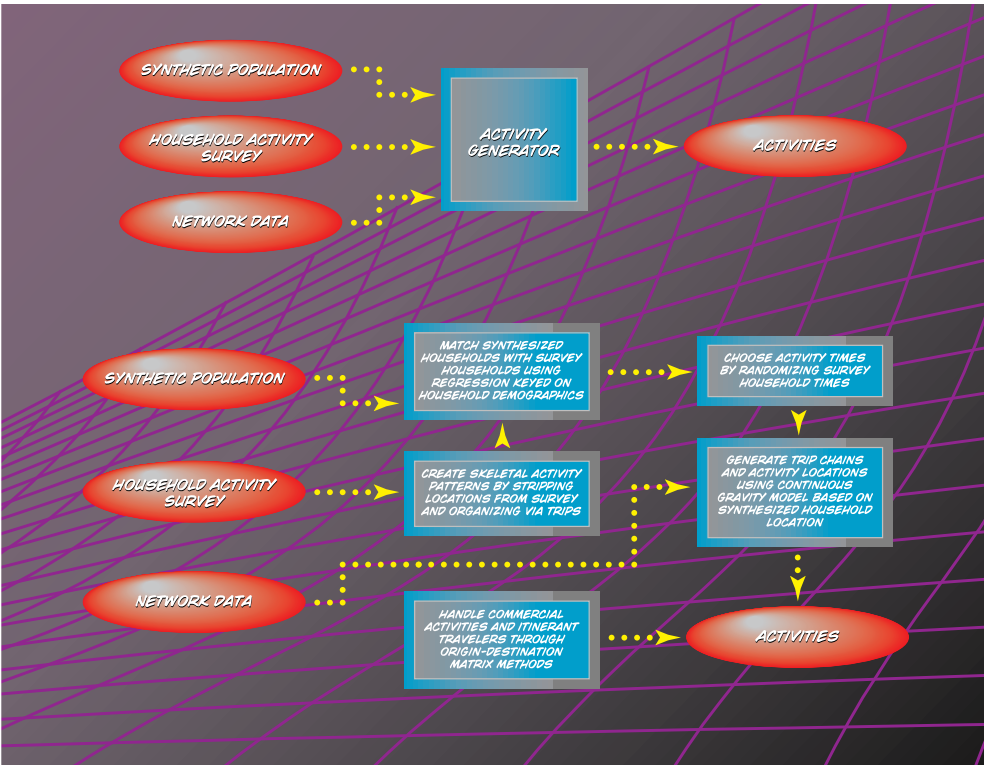 SYNTHETIC POPULATION
HOUSEHOLD ACTIVITY
SURVEY
NETWORK DATA
ACTIVITY
GENERATOR
ACTIVITIES
SYNTHETIC POPULATION
HOUSEHOLD ACTIVITY
SURVEY
NETWORK DATA
MATCH SYNTHESIZED
HOUSEHOLDS WITH SURVEY
HOUSEHOLDS USING
REGRESSION KEYED ON
HOUSEHOLD DEMOGRAPHICS
CREATE SKELETAL ACTIVITY
PATTERNS BY STRIPPING
LOCATIONS FROM SURVEY
AND ORGANIZING VIA TRIPS
HANDLE COMMERCIAL
ACTIVITIES AND ITINERANT
TRAVELERS THROUGH
ORIGIN-DESTINATION
MATRIX METHODS
CHOOSE ACTIVITY TIMES
BY RANDOMIZING SURVEY
HOUSEHOLD TIMES
GENERATE TRIP CHAINS
AND ACTIVITY LOCATIONS
USING CONTINUOUS
GRAVITY MODEL BASED ON
SYNTHESIZED HOUSEHOLD
LOCATION
ACTIVITIES